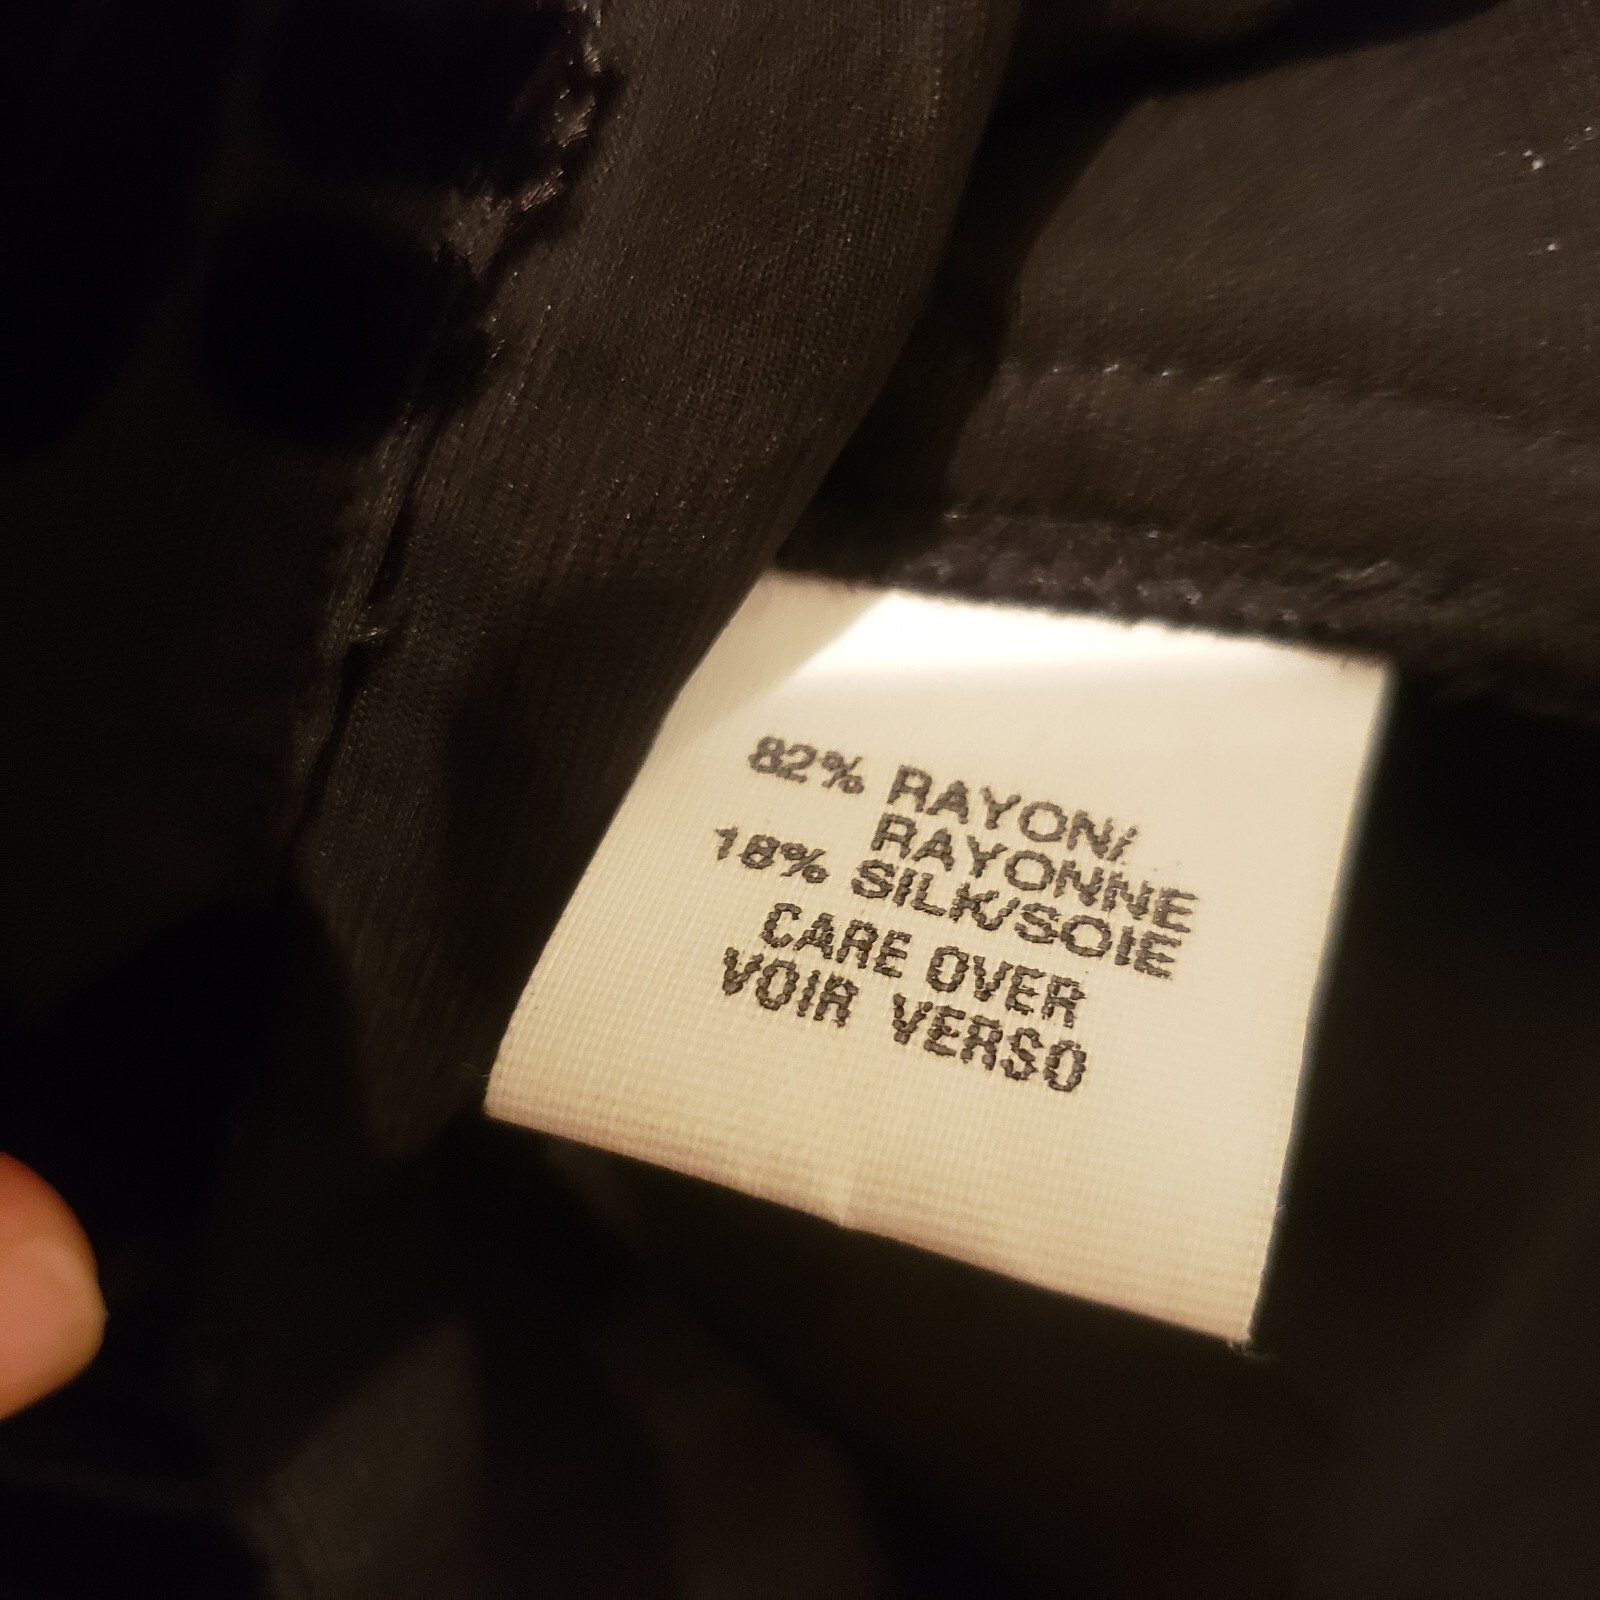 82% RAYON/
RAYONNE
18% SILK/SOIE
CARE OVER
VOIR VERSO